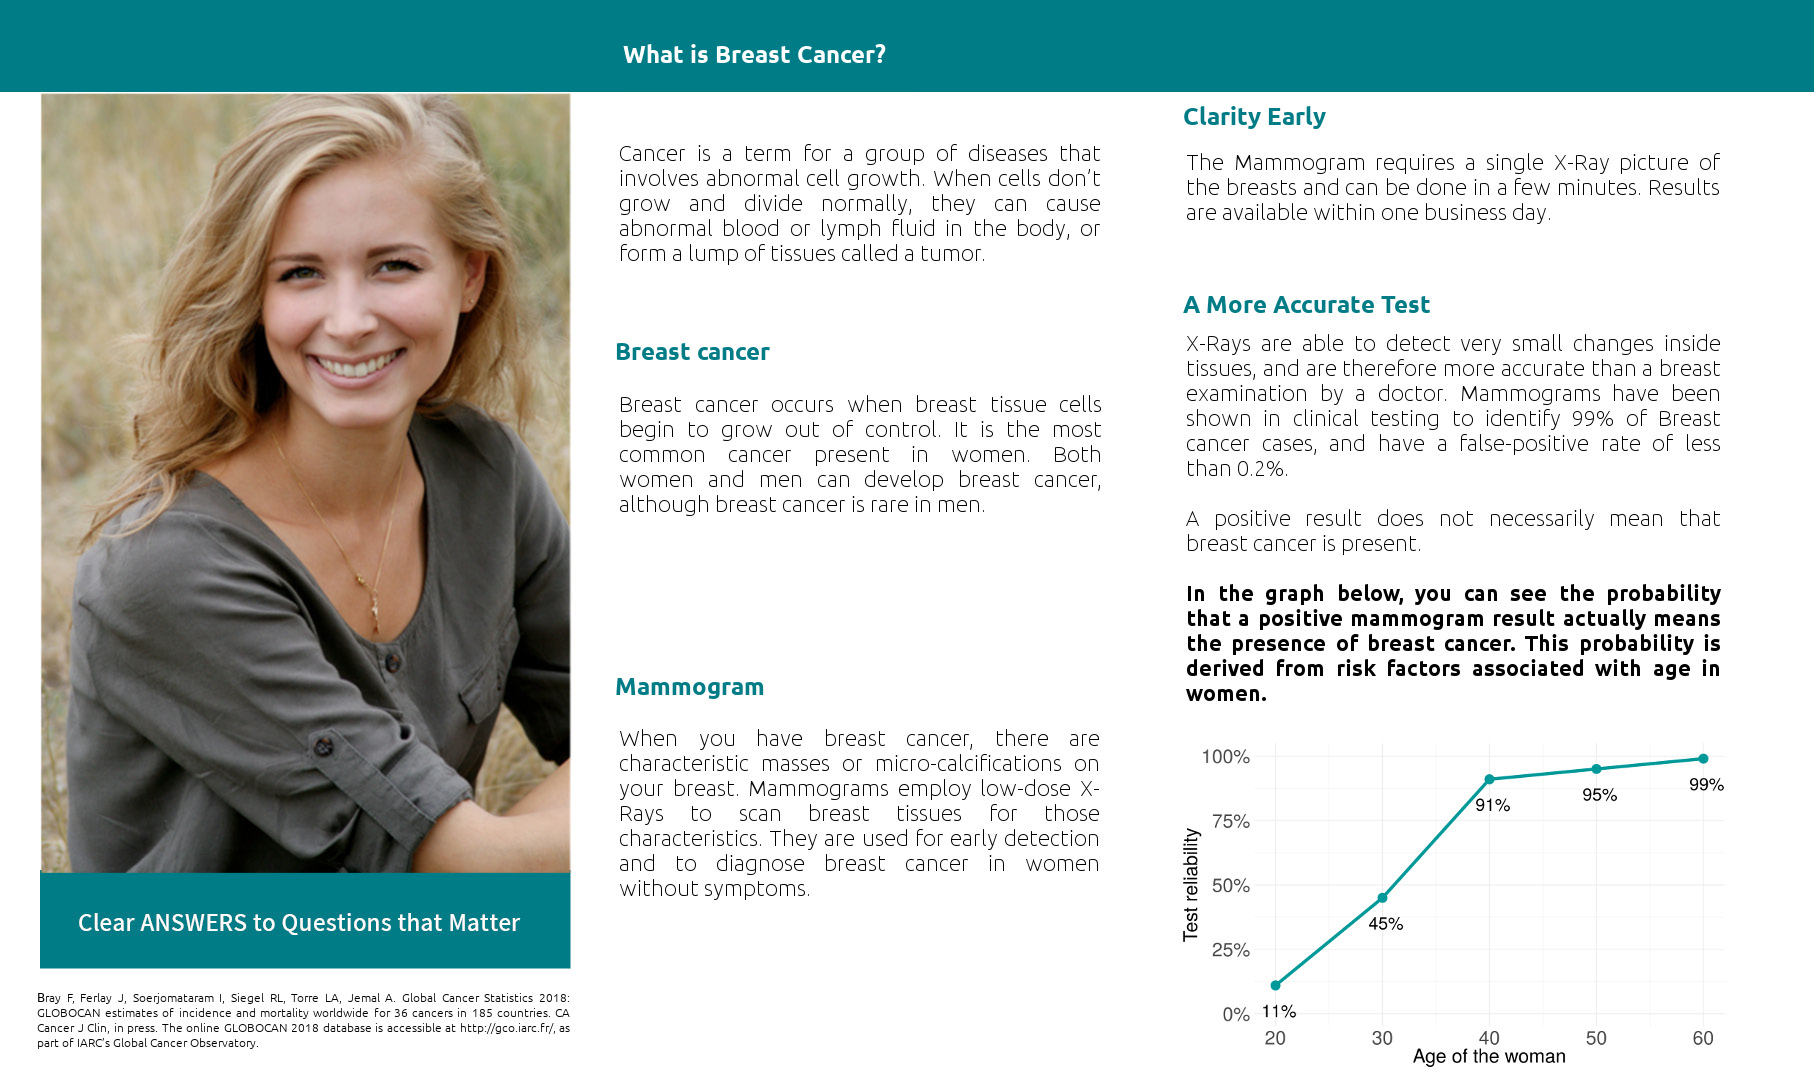 What is Breast Cancer?
Clear ANSWERS to Questions that Matter
Bray F, Ferlay J, Soerjomataram I, Siegel RL, Torre LA, Jemal A. Global Cancer Statistics 2018:
GLOBOCAN estimates of incidence and mortality worldwide for 36 cancers in 185 countries. CA
Cancer J Clin, in press. The online GLOBOCAN 2018 database is accessible at http://gco.iarc.fr/, as
part of IARC's Global Cancer Observatory.
Cancer is a term for a group of diseases that
involves abnormal cell growth. When cells don't
grow and divide normally, they can cause
abnormal blood or lymph fluid in the body, or
form a lump of tissues called a tumor.
Breast cancer
Breast cancer occurs when breast tissue cells
begin to grow out of control. It is the most
common cancer present in women. Both
women and men can develop breast cancer,
although breast cancer is rare in men.
Mammogram
When you have breast cancer, there are
characteristic masses or micro-calcifications on
your breast. Mammograms employ low-dose X-
Rays to scan breast tissues for those
characteristics. They are used for early detection
and to diagnose breast cancer in women
without symptoms.
Clarity Early
The Mammogram requires a single X-Ray picture of
the breasts and can be done in a few minutes. Results
are available within one business day.
A More Accurate Test
X-Rays are able to detect very small changes inside
tissues, and are therefore more accurate than a breast
examination by a doctor. Mammograms have been
shown in clinical testing to identify 99% of Breast
cancer cases, and have a false-positive rate of less
than 0.2%.
A positive result does not necessarily mean that
breast cancer is present.
In the graph below, you can see the probability
that a positive mammogram result actually means
the presence of breast cancer. This probability is
derived from risk factors associated with age in
women.
Test reliability
100%
75%
50%
25%
0%
11%
45%
91%
95%
99%
20 30 40 50 60
Age of the woman